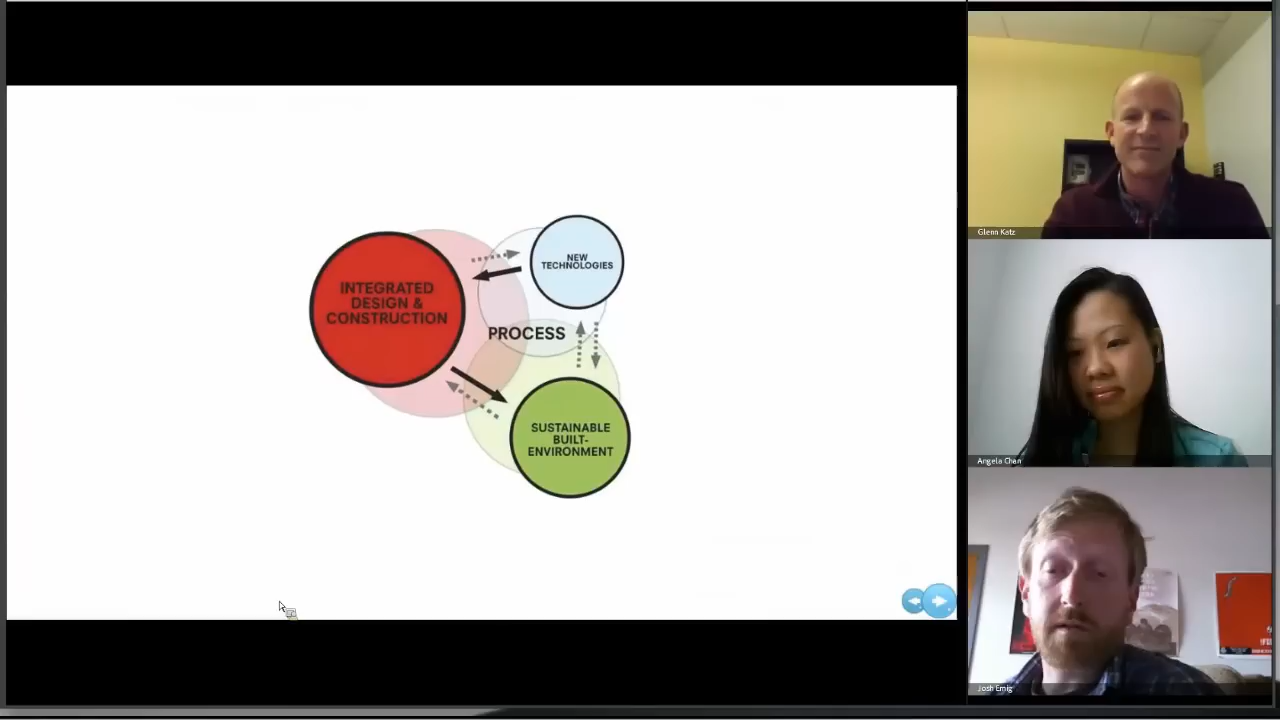 INTEGRATED
DESIGN &
CONSTRUCTION
NEW
TECHNOLOGIES
PROCESS
SUSTAINABLE
BUILT-
ENVIRONMENT
Glenn Katz
Angela Chan
Josh Emig